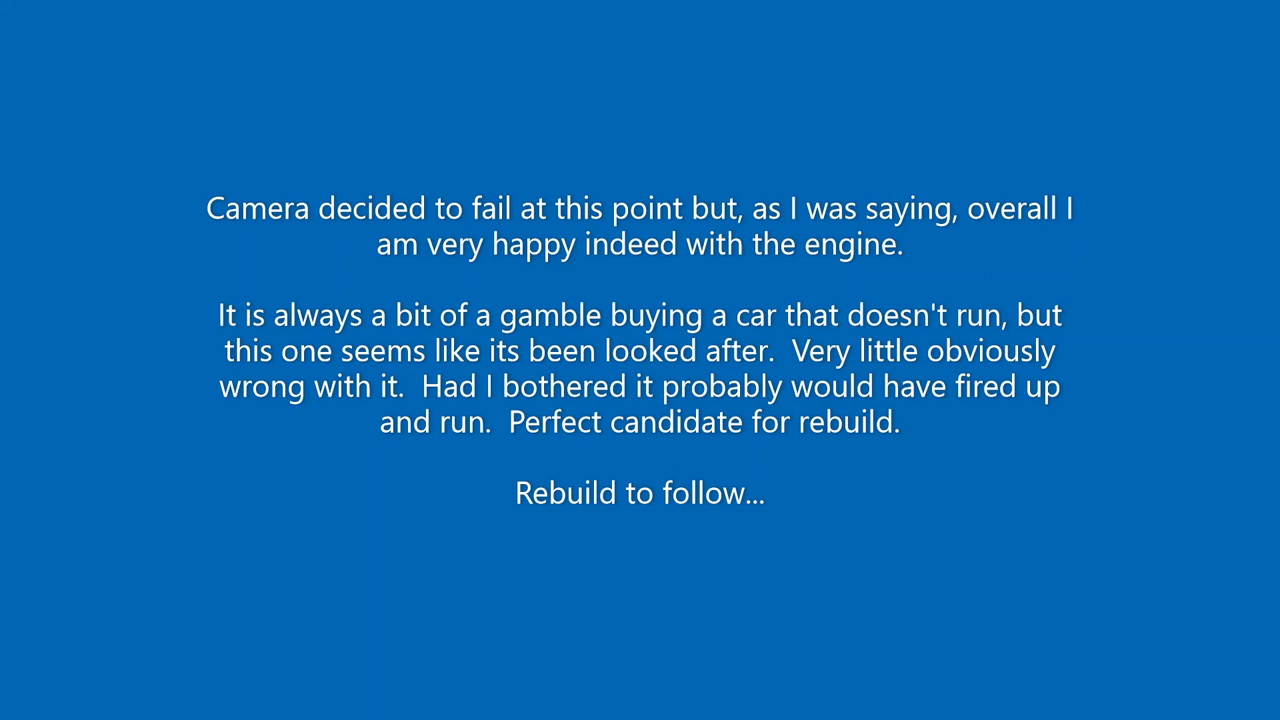 Camera decided to fail at this point but, as I was saying, overall I
am very happy indeed with the engine.
It is always a bit of a gamble buying a car that doesn't run, but
this one seems like its been looked after.  Very little obviously
wrong with it.  Had I bothered it probably would have fired up
and run.  Perfect candidate for rebuild.
Rebuild to follow...